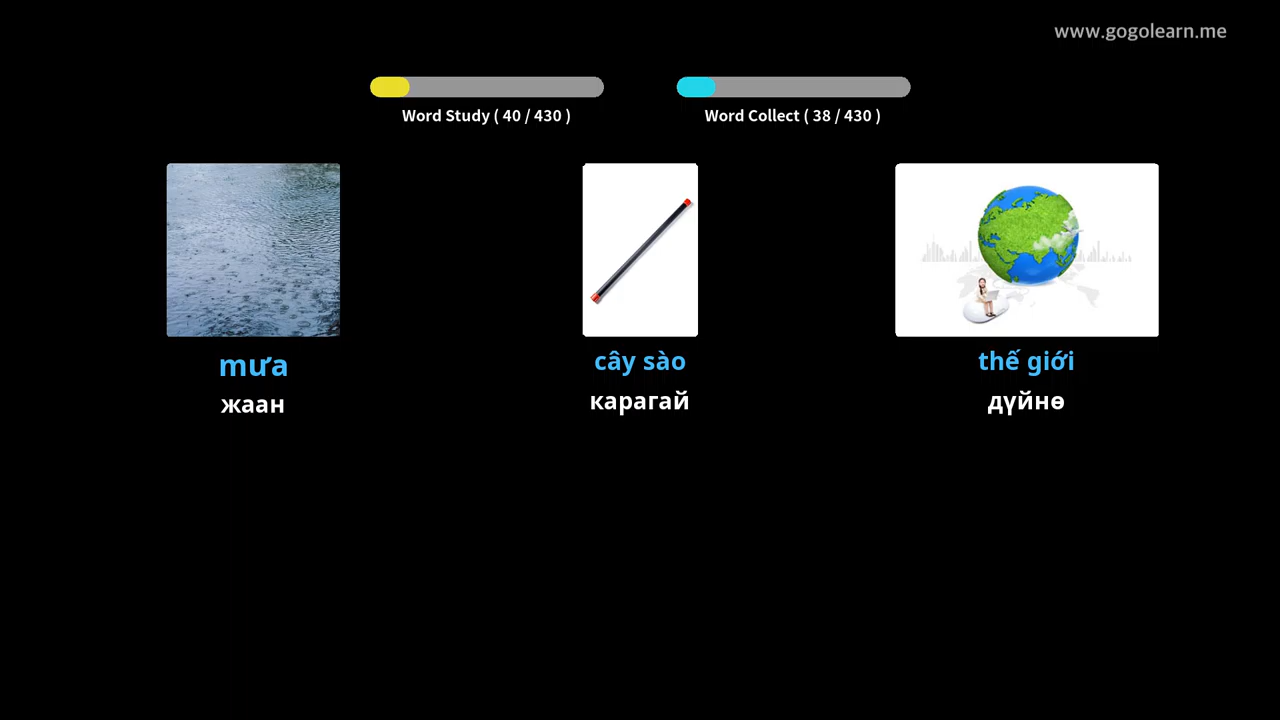 www.gogolearn.me
Word Study ( 40 / 430 )
Word Collect ( 38 / 430 )
mưa
жаан
cây sào
карагай
thế giới
дүйнө